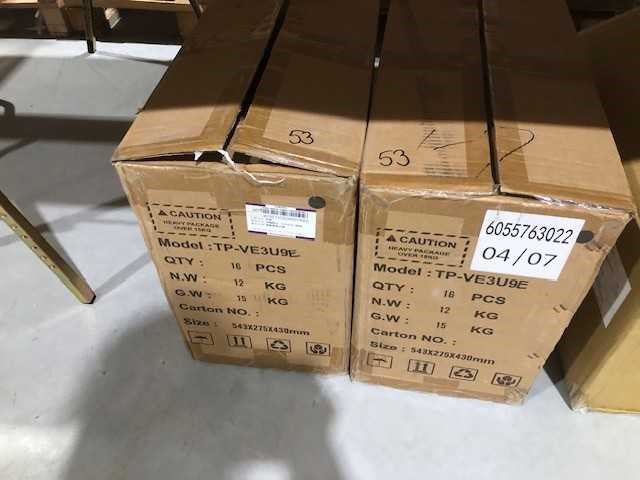 53
CAUTION
HEAVY PACKAGE
OVER 15KG
Model : TP-VE3U9E
QTY : 16 PCS
N.W : 12 KG
G.W : 15 KG
Carton NO. :
Size : 543X275X430mm
53
CAUTION
HEAVY PACKAGE
OVER 15KG
6055763022
04/07
Model : TP-VE3U9E
QTY : 16 PCS
N.W : 12 KG
G.W : 15 KG
Carton NO. :
Size : 543X275X430mm